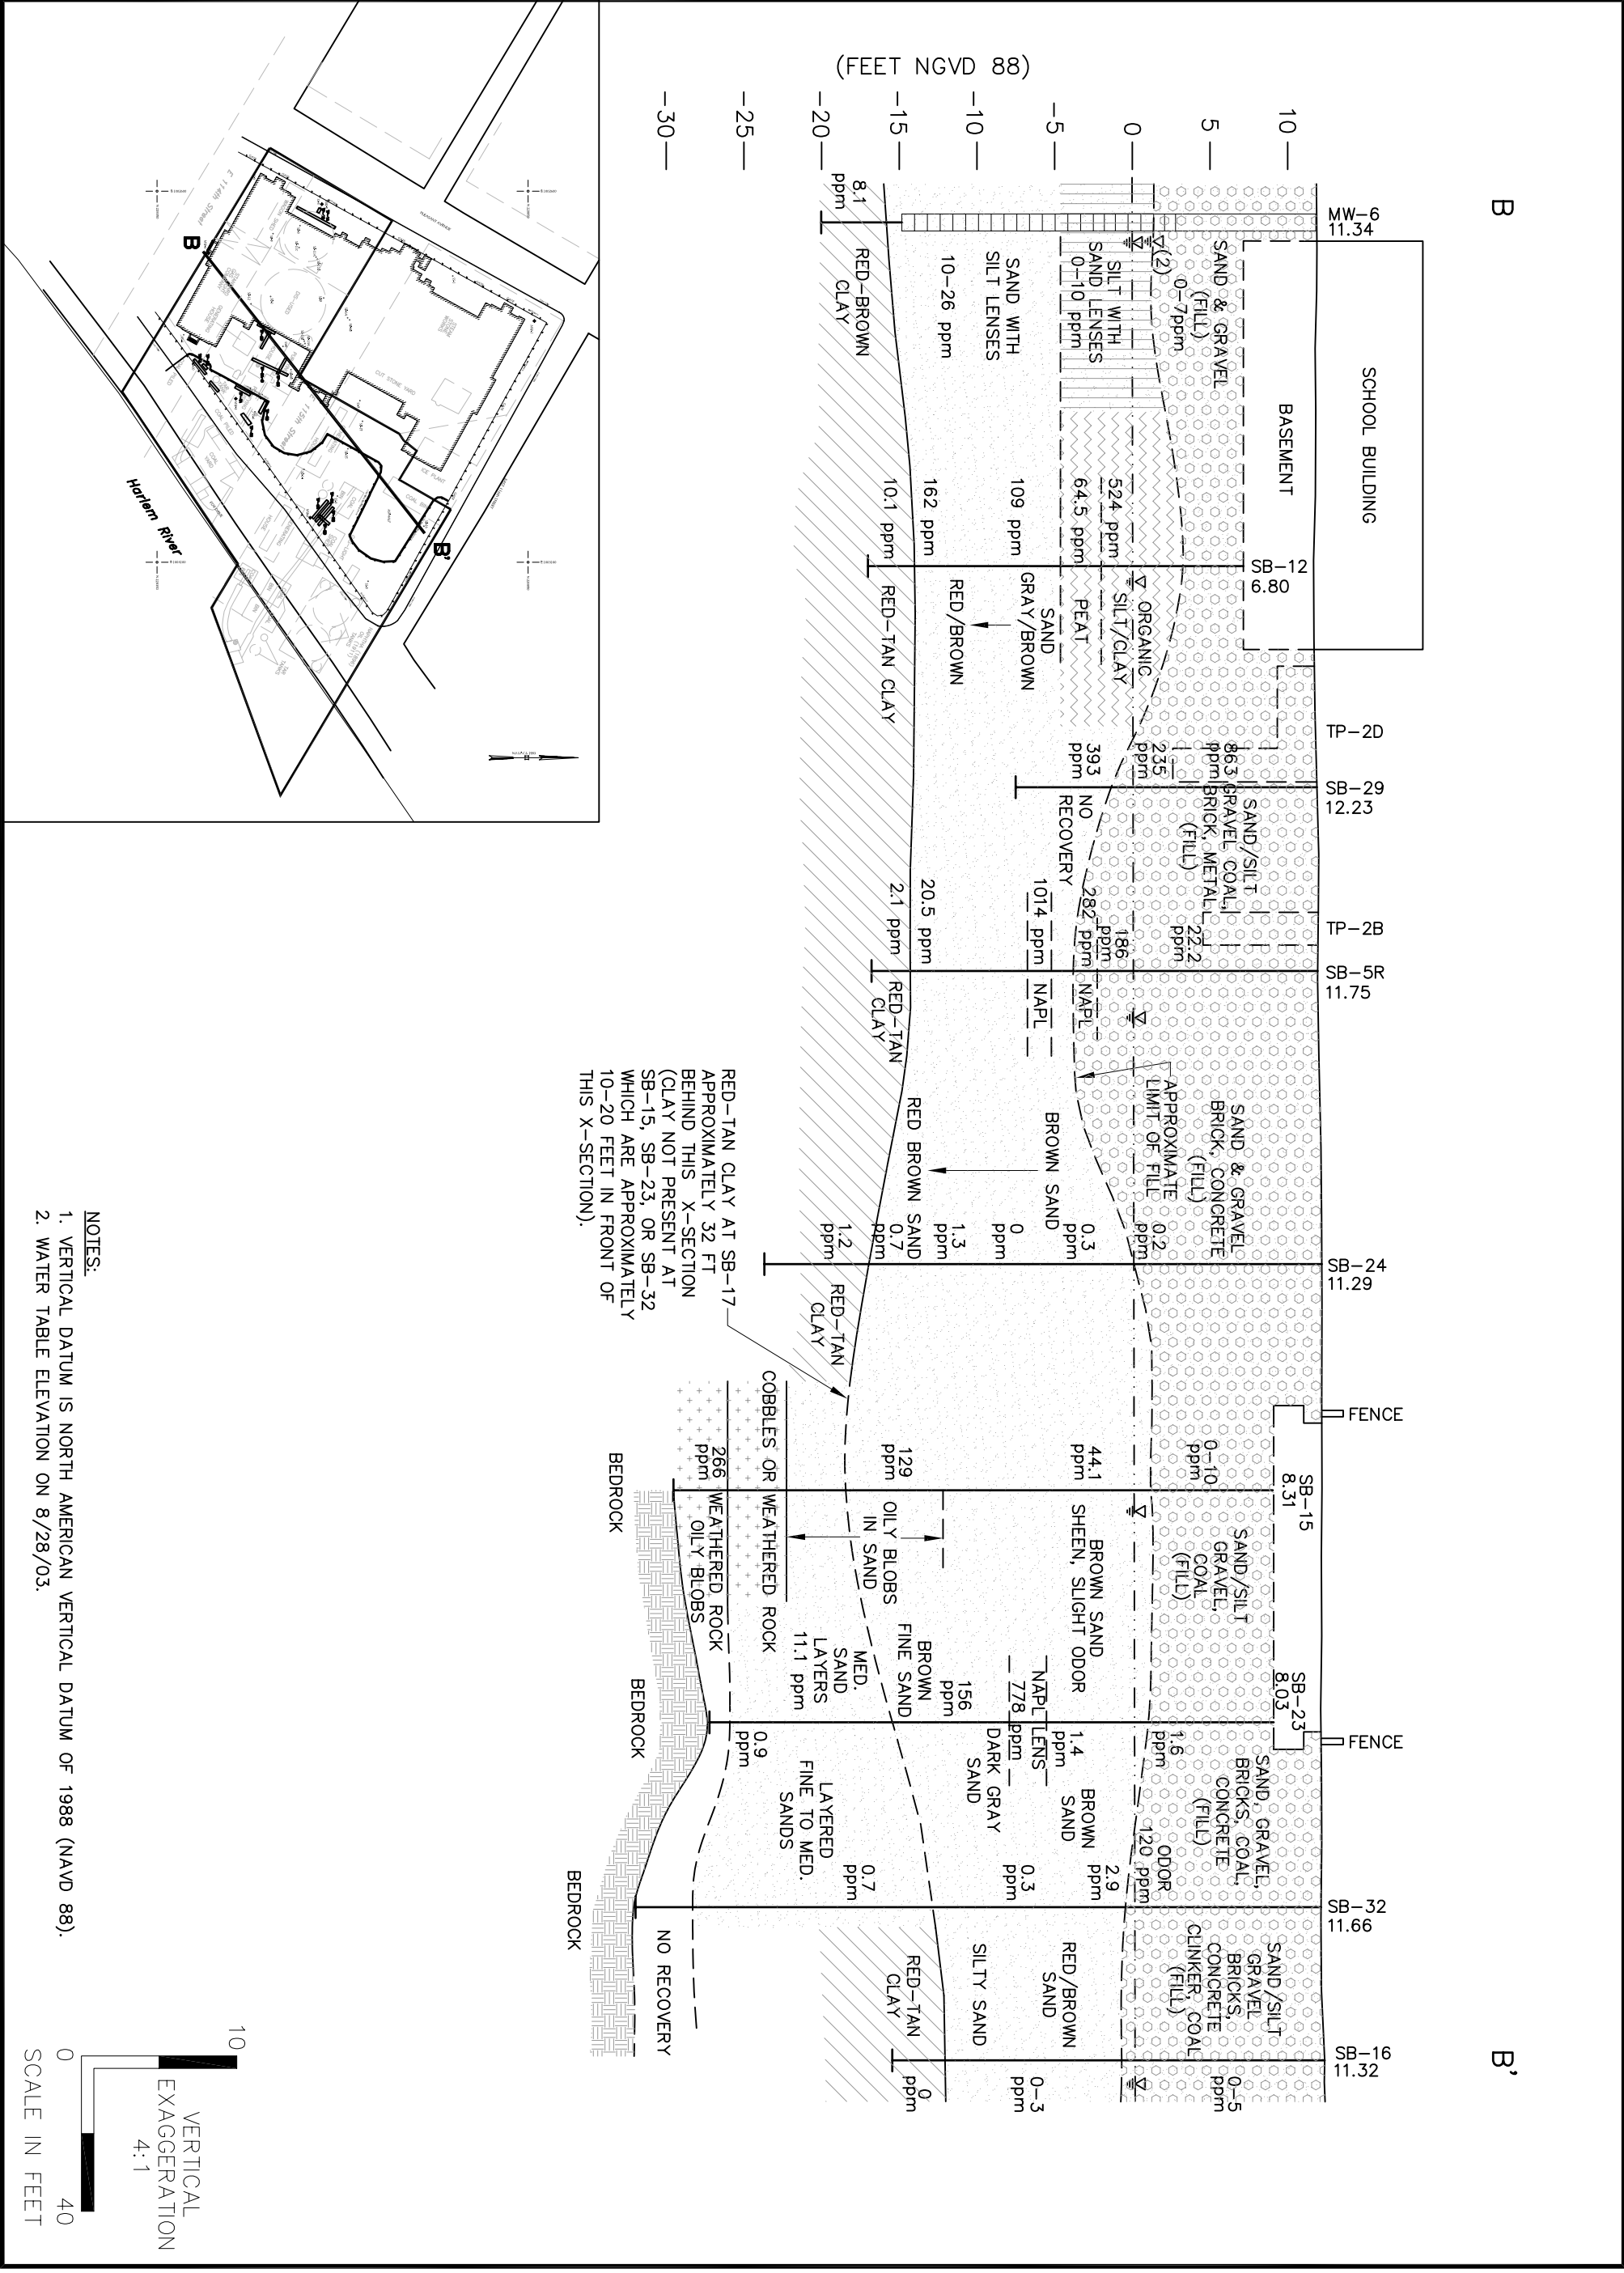 B
B'
(FEET NGVD 88)
10
5
0
-5
-10
-15
-20
-25
-30
MW-6
11.34
SCHOOL BUILDING
BASEMENT
SB-12
6.80
TP-2D
SB-29
12.23
TP-2B
SB-5R
11.75
SB-24
11.29
FENCE
SB-15
8.31
SB-23
8.03
FENCE
SB-32
11.66
SB-16
11.32
SAND & GRAVEL
(FILL)
0-7ppm
(2)
SILT WITH
SAND LENSES
0-10 ppm
SAND WITH
SILT LENSES
10-26 ppm
RED-BROWN
CLAY
8.1
ppm
524 ppm
64.5 ppm
109 ppm
162 ppm
10.1 ppm
ORGANIC
SILT/CLAY
PEAT
SAND
GRAY/BROWN
RED/BROWN
RED-TAN CLAY
863
ppm
235
ppm
393
ppm
SAND/SILT
GRAVEL COAL,
BRICK, METAL
(FILL)
NO
RECOVERY
22.2
ppm
186
ppm
282 ppm
NAPL
1014 ppm
NAPL
20.5 ppm
2.1 ppm
RED-TAN
CLAY
SAND & GRAVEL
BRICK, CONCRETE
(FILL)
APPROXIMATE
LIMIT OF FILL
BROWN SAND
RED BROWN SAND
0.2
ppm
0.3
ppm
0
ppm
1.3
ppm
0.7
ppm
1.2
ppm
RED-TAN
CLAY
RED-TAN CLAY AT SB-17
APPROXIMATELY 32 FT
BEHIND THIS X-SECTION
(CLAY NOT PRESENT AT
SB-15, SB-23, OR SB-32
WHICH ARE APPROXIMATELY
10-20 FEET IN FRONT OF
THIS X-SECTION).
0-10
ppm
44.1
ppm
129
ppm
266
ppm
SAND/SILT
GRAVEL,
COAL
(FILL)
BROWN SAND
SHEEN, SLIGHT ODOR
OILY BLOBS
IN SAND
COBBLES OR WEATHERED ROCK
WEATHERED ROCK
OILY BLOBS
BEDROCK
NAPL LENS
778 ppm
156
ppm
BROWN
FINE SAND
MED.
SAND
LAYERS
11.1 ppm
BEDROCK
SAND, GRAVEL,
BRICKS, COAL,
CONCRETE
(FILL)
1.6
ppm
1.4
ppm
BROWN
SAND
DARK GRAY
SAND
LAYERED
FINE TO MED.
SANDS
0.9
ppm
ODOR
120 ppm
2.9
ppm
0.3
ppm
0.7
ppm
BEDROCK
SAND/SILT
GRAVEL
BRICKS,
CONCRETE
CLINKER, COAL
(FILL)
RED/BROWN
SAND
SILTY SAND
RED-TAN
CLAY
NO RECOVERY
0-5
ppm
0-3
ppm
0
ppm
NOTES:
1. VERTICAL DATUM IS NORTH AMERICAN VERTICAL DATUM OF 1988 (NAVD 88).
2. WATER TABLE ELEVATION ON 8/28/03.
10
VERTICAL
EXAGGERATION
4:1
0
40
SCALE IN FEET
E 114th Street
115th Street
CUT STONE YARD
ICE PLANT
Harlem River
B
B'